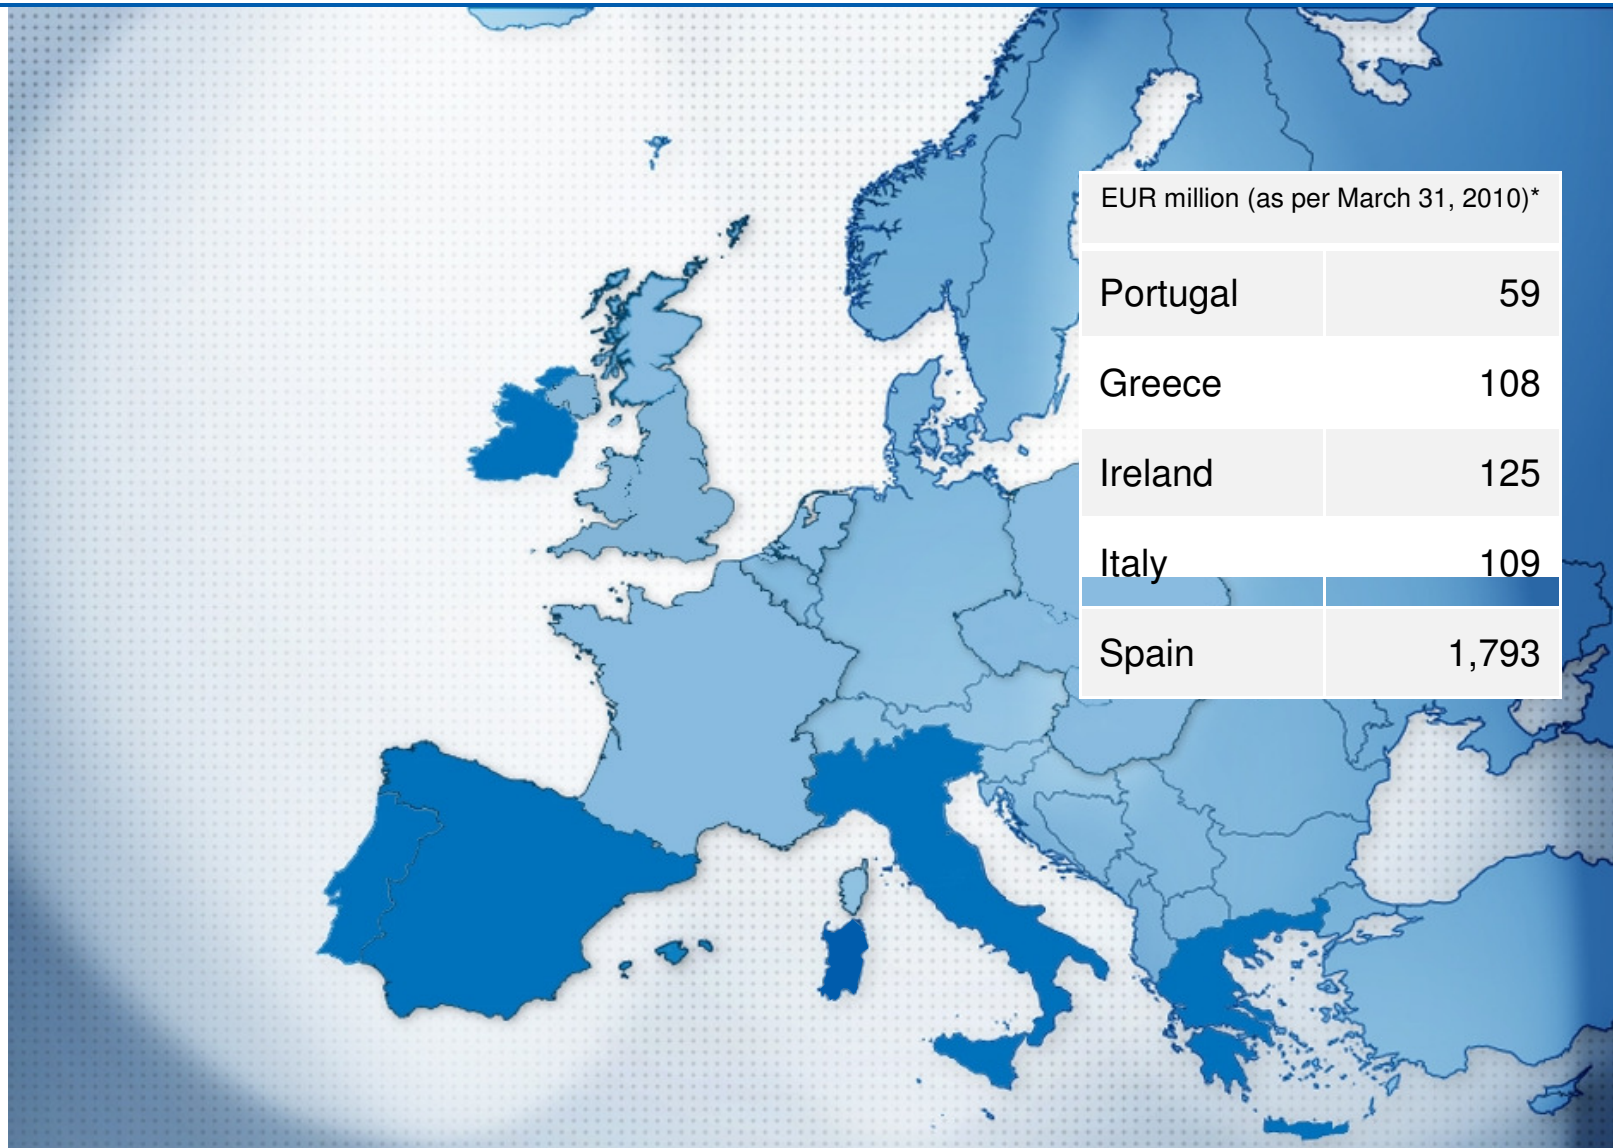 EUR million (as per March 31, 2010)*
Portugal 59
Greece 108
Ireland 125
Italy 109
Spain 1,793